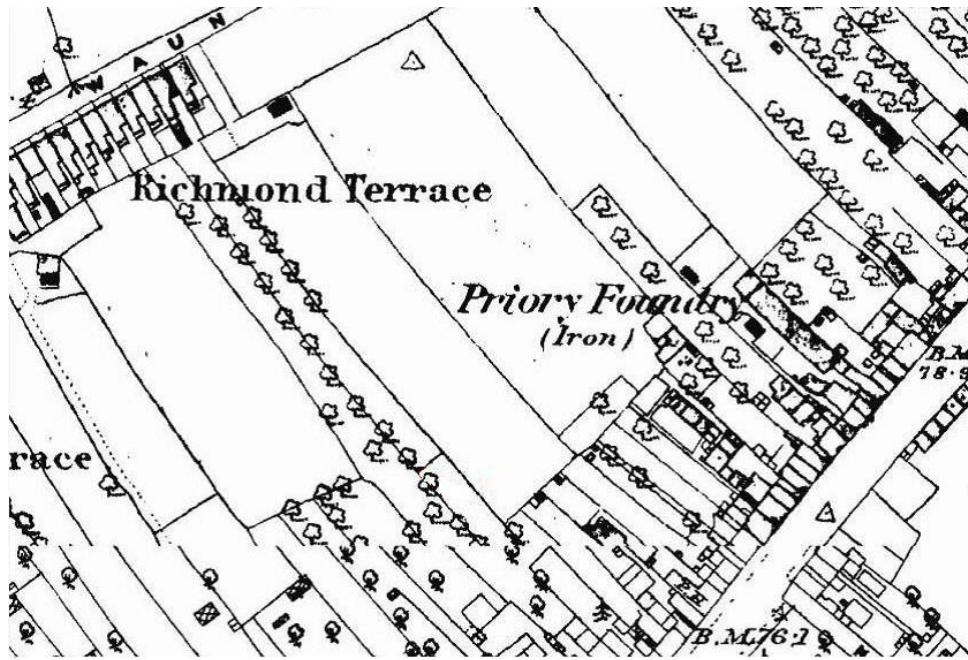 WAUN
Richmond Terrace
Priory Foundry
(Iron)
B.M.
78·9
race
P.H.
B.M.76·1